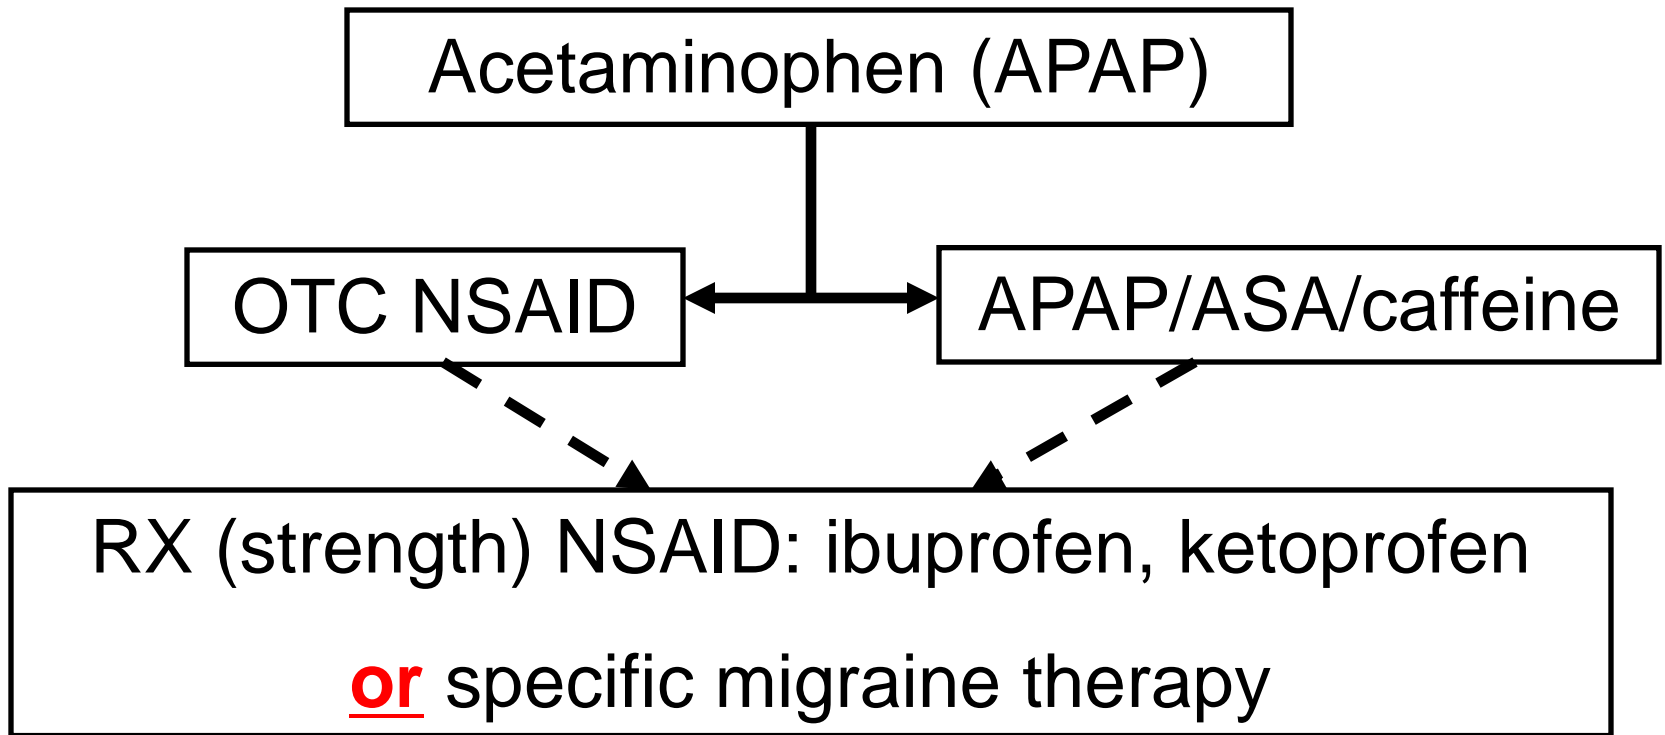 Acetaminophen (APAP)
OTC NSAID
APAP/ASA/caffeine
RX (strength) NSAID: ibuprofen, ketoprofen
or specific migraine therapy